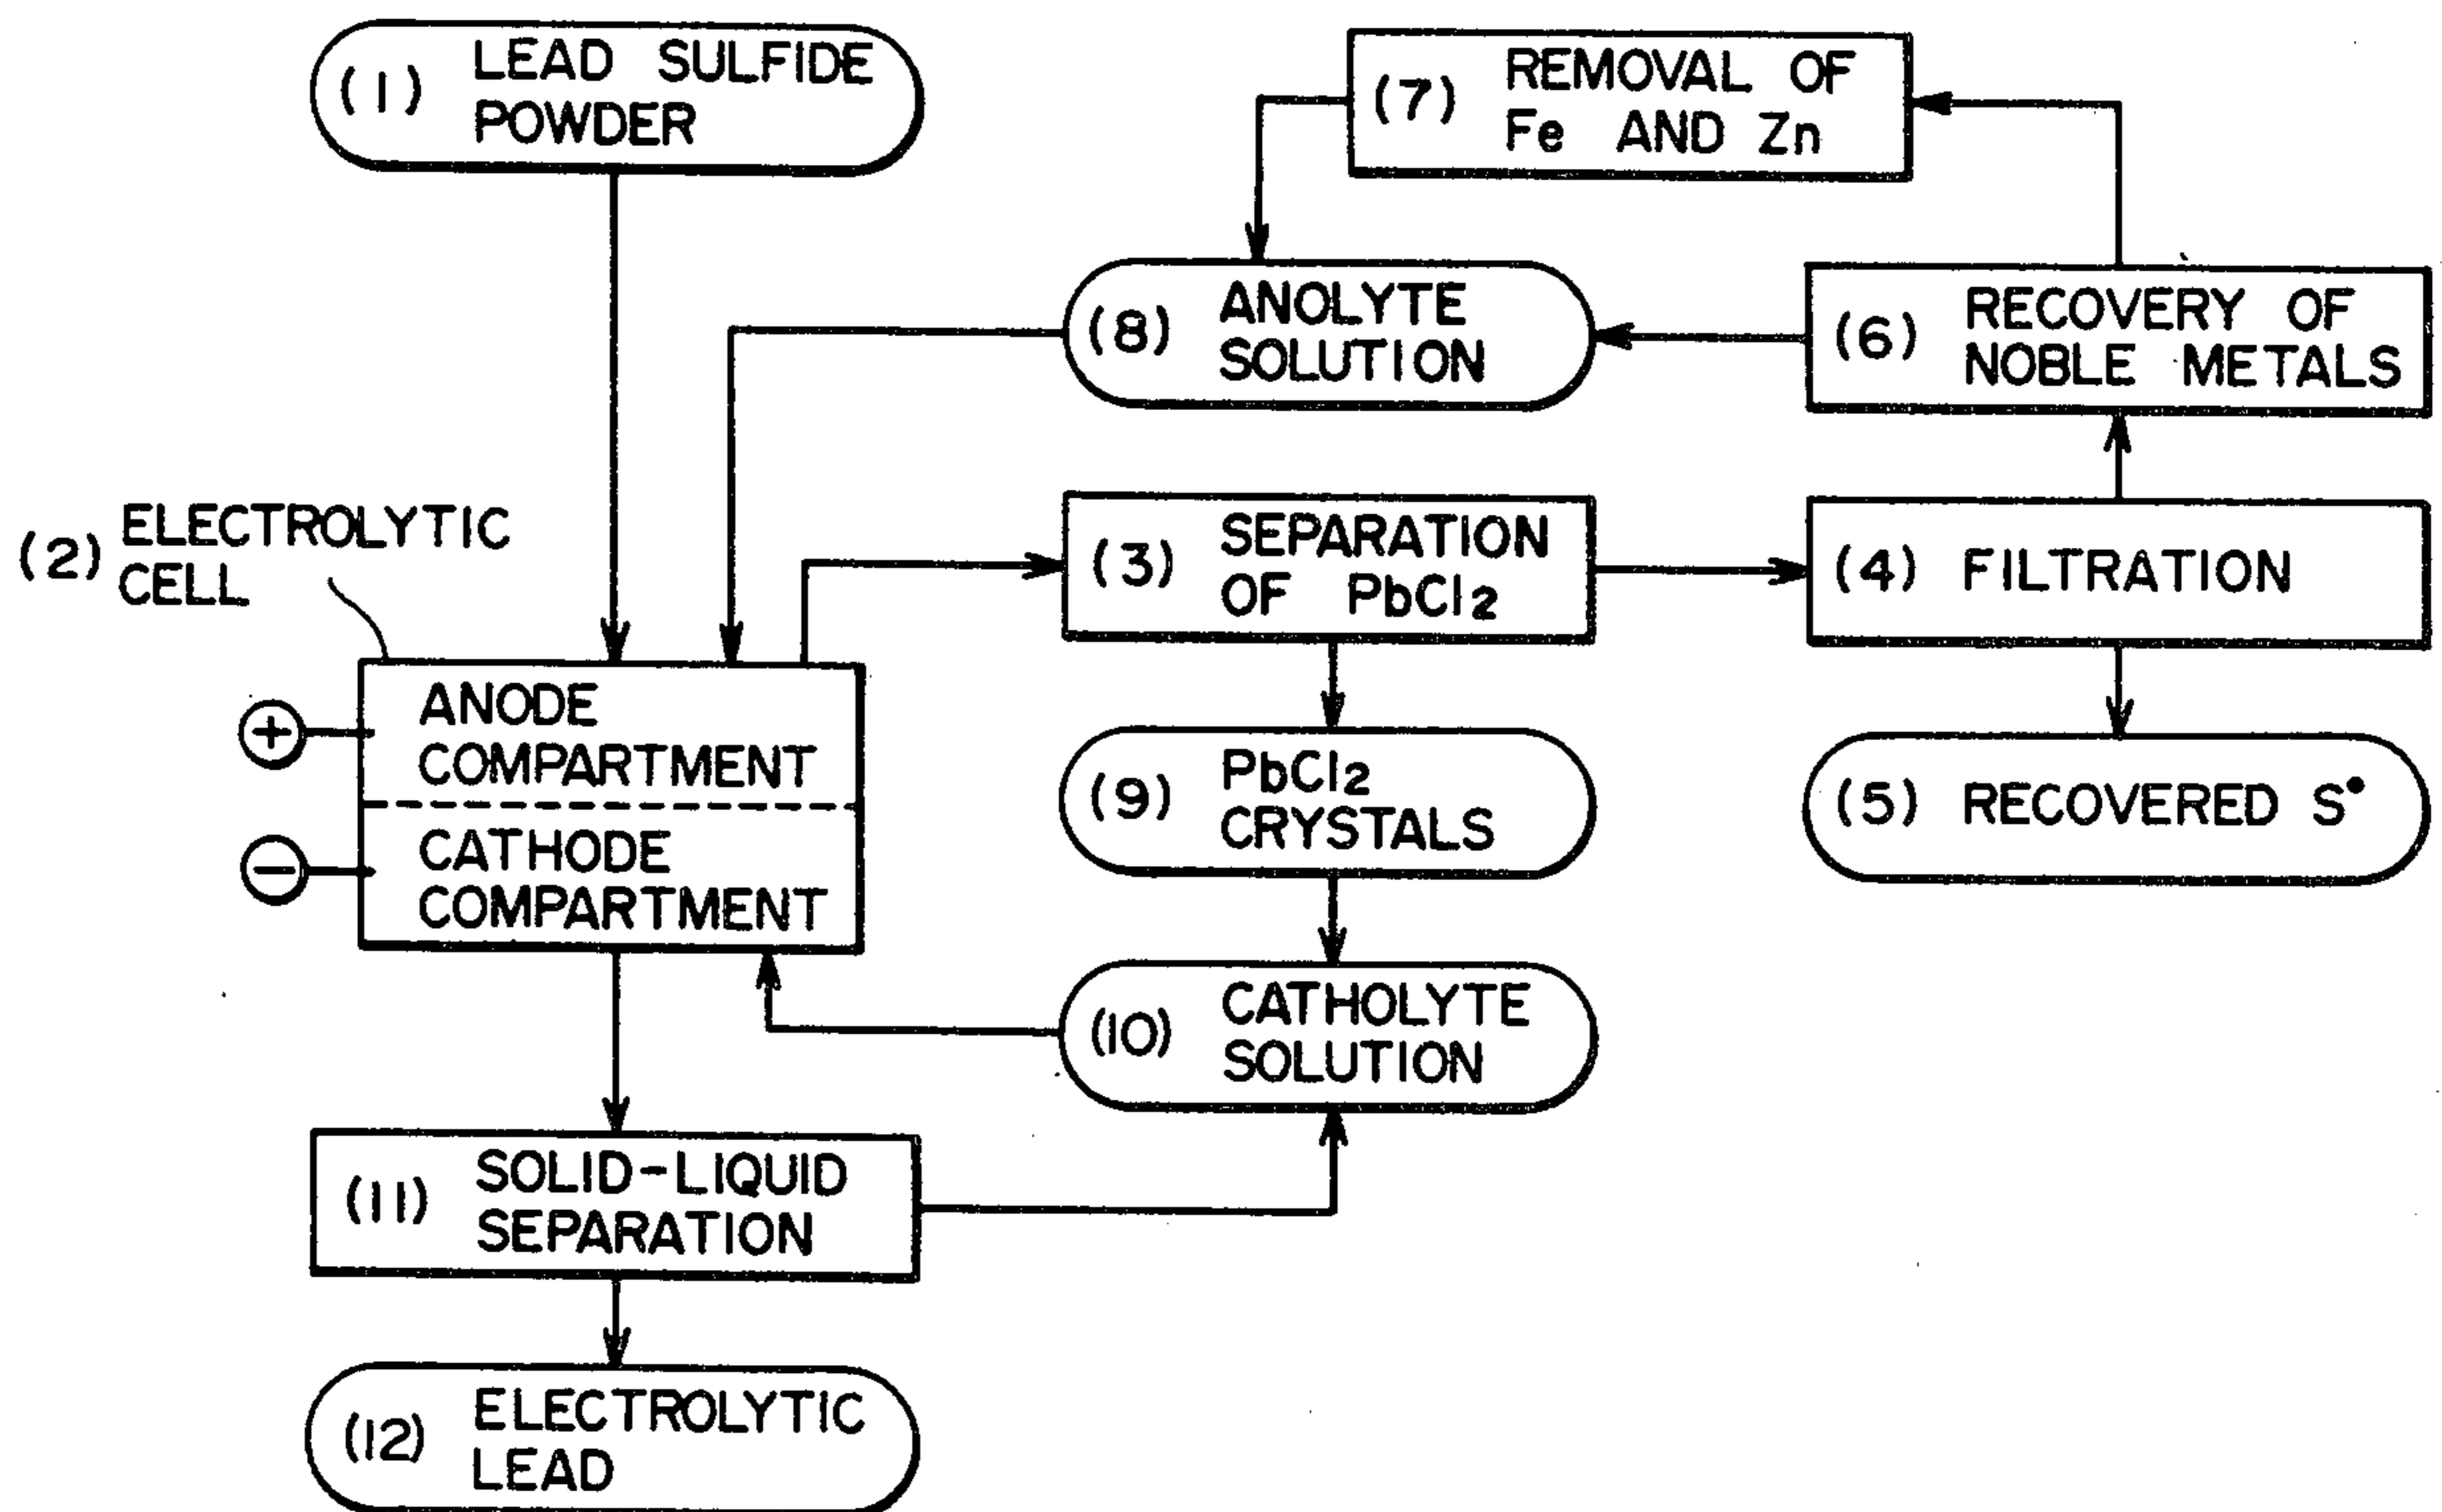 (1) LEAD SULFIDE
POWDER
(7) REMOVAL OF
Fe AND Zn
(8) ANOLYTE
SOLUTION
(6) RECOVERY OF
NOBLE METALS
(2) ELECTROLYTIC
CELL
(3) SEPARATION
OF PbCl2
(4) FILTRATION
+ ANODE
COMPARTMENT
- CATHODE
COMPARTMENT
(9) PbCl2
CRYSTALS
(5) RECOVERED S°
(10) CATHOLYTE
SOLUTION
(11) SOLID-LIQUID
SEPARATION
(12) ELECTROLYTIC
LEAD